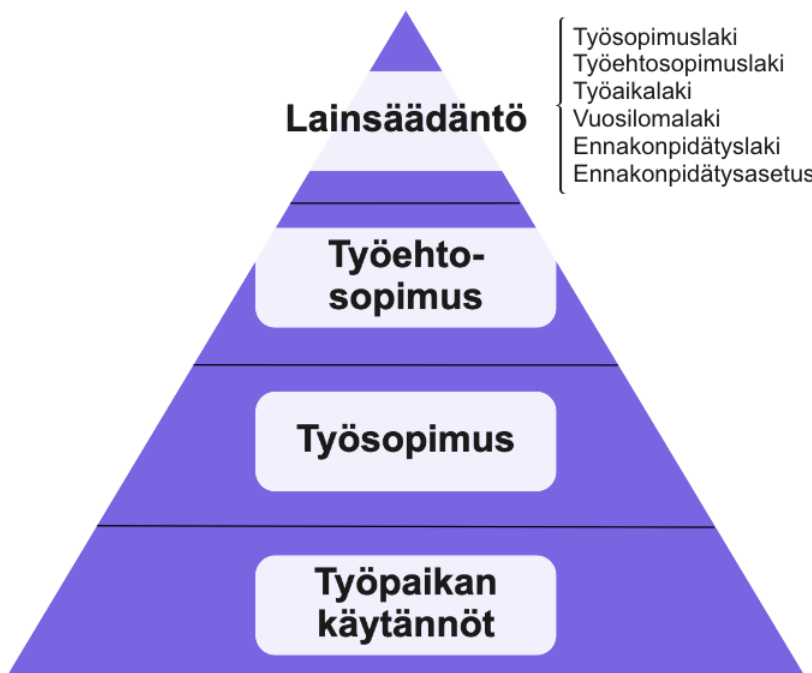 Työsopimuslaki
Työehtosopimuslaki
Työaikalaki
Vuosilomalaki
Ennakonpidätyslaki
Ennakonpidätysasetus
Lainsäädäntö
Työehto-
sopimus
Työsopimus
Työpaikan
käytännöt